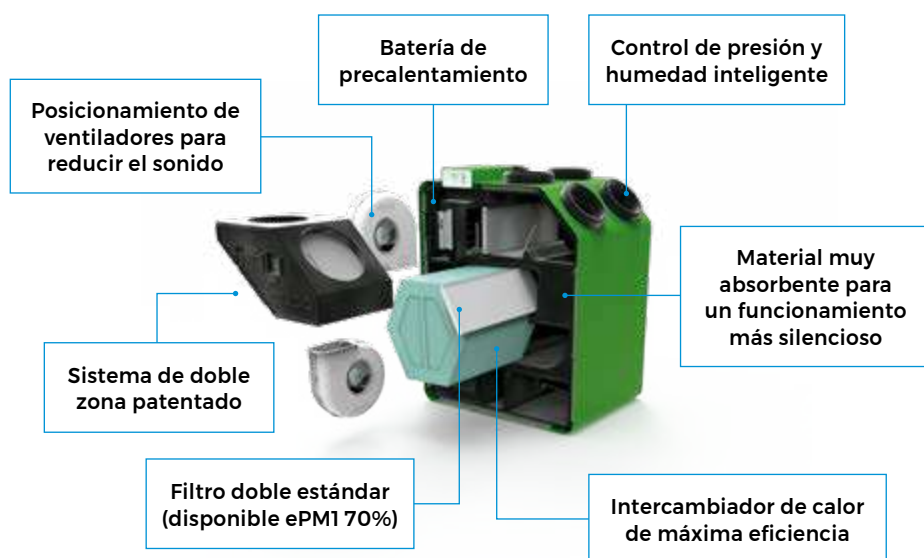 Batería de
precalentamiento
Control de presión y
humedad inteligente
Posicionamiento de
ventiladores para
reducir el sonido
Material muy
absorbente para
un funcionamiento
más silencioso
Sistema de doble
zona patentado
Filtro doble estándar
(disponible ePM1 70%)
Intercambiador de calor
de máxima eficiencia